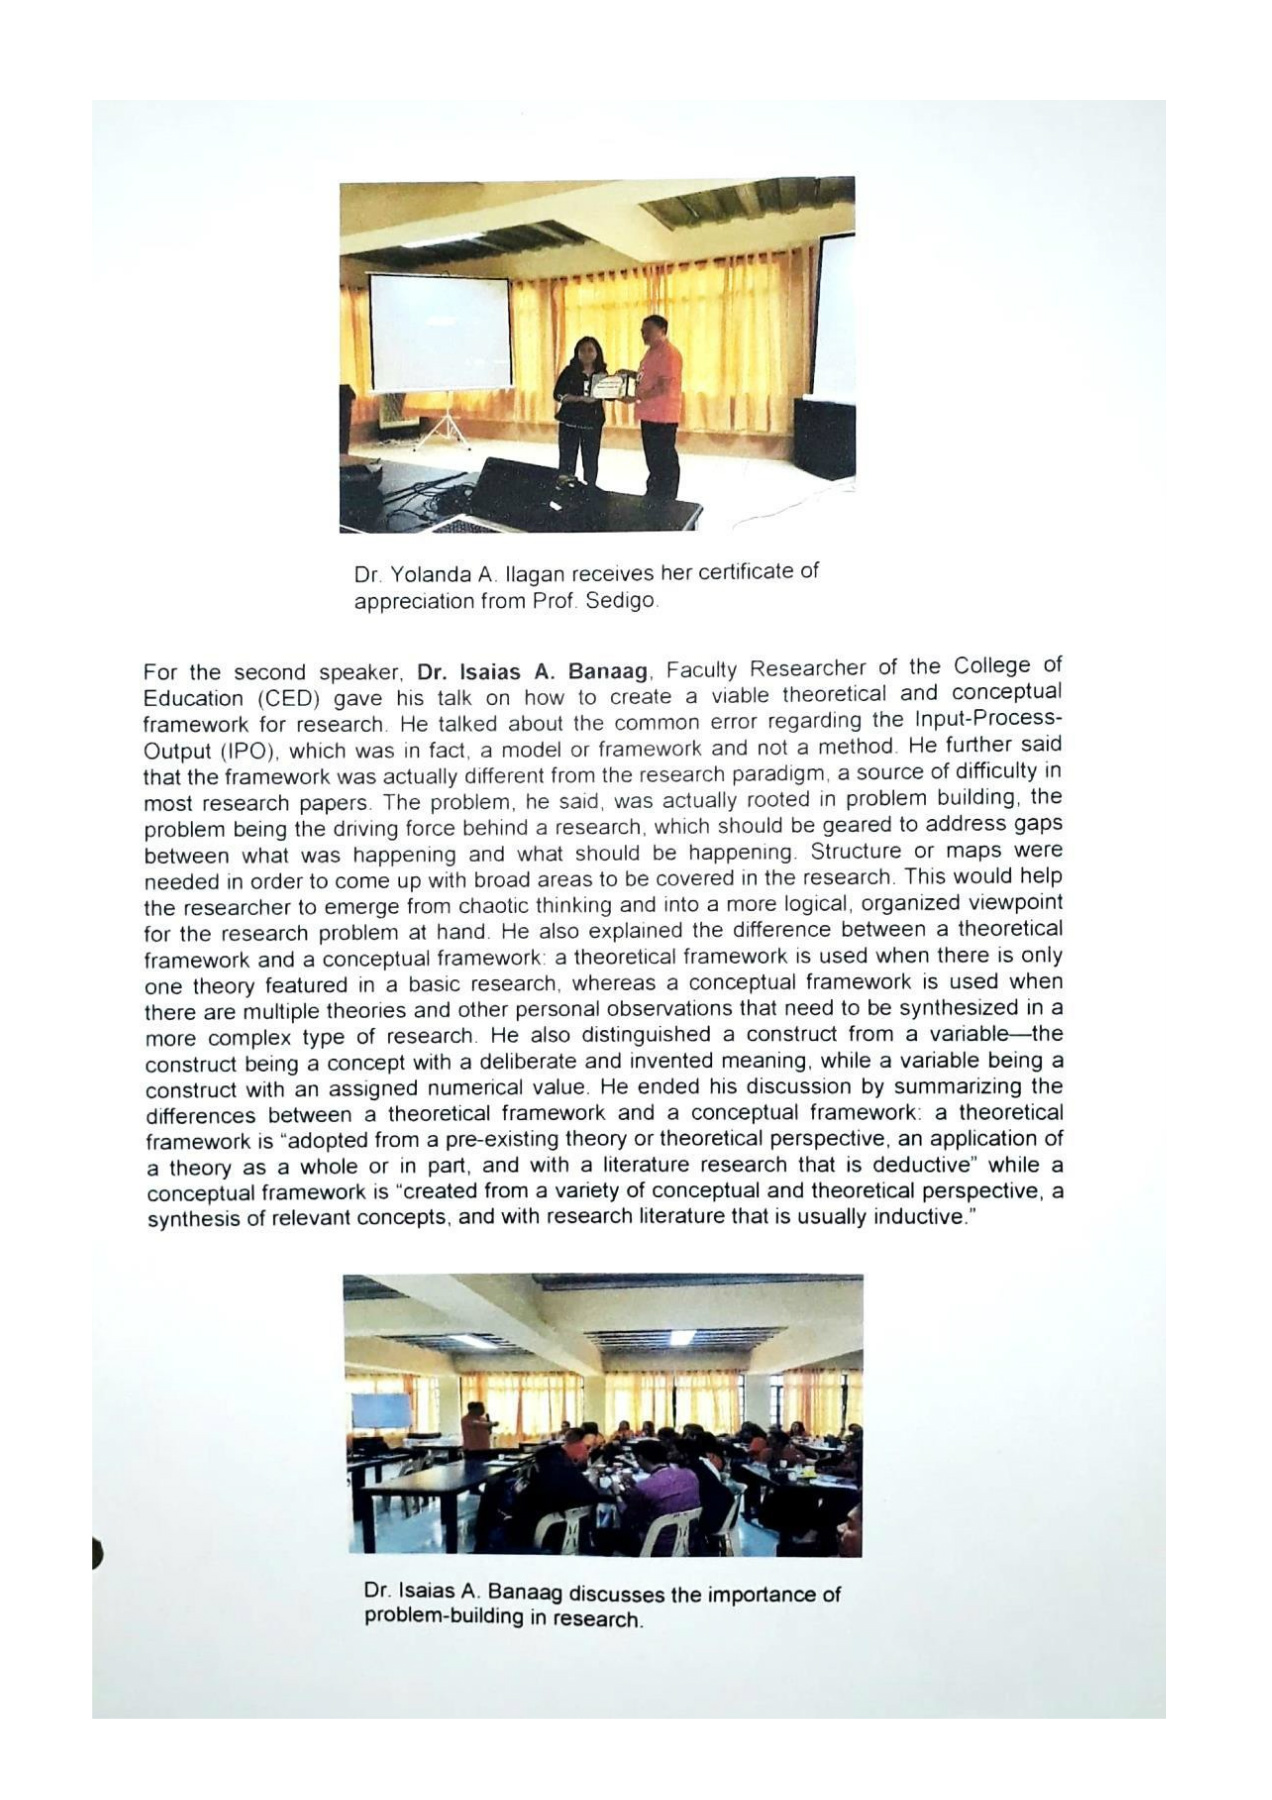 Dr. Yolanda A. Ilagan receives her certificate of
appreciation from Prof. Sedigo.
For the second speaker, Dr. Isaias A. Banaag, Faculty Researcher of the College of
Education (CED) gave his talk on how to create a viable theoretical and conceptual
framework for research. He talked about the common error regarding the Input-Process-
Output (IPO), which was in fact, a model or framework and not a method. He further said
that the framework was actually different from the research paradigm, a source of difficulty in
most research papers. The problem, he said, was actually rooted in problem building, the
problem being the driving force behind a research, which should be geared to address gaps
between what was happening and what should be happening. Structure or maps were
needed in order to come up with broad areas to be covered in the research. This would help
the researcher to emerge from chaotic thinking and into a more logical, organized viewpoint
for the research problem at hand. He also explained the difference between a theoretical
framework and a conceptual framework: a theoretical framework is used when there is only
one theory featured in a basic research, whereas a conceptual framework is used when
there are multiple theories and other personal observations that need to be synthesized in a
more complex type of research. He also distinguished a construct from a variable—the
construct being a concept with a deliberate and invented meaning, while a variable being a
construct with an assigned numerical value. He ended his discussion by summarizing the
differences between a theoretical framework and a conceptual framework: a theoretical
framework is “adopted from a pre-existing theory or theoretical perspective, an application of
a theory as a whole or in part, and with a literature research that is deductive” while a
conceptual framework is “created from a variety of conceptual and theoretical perspective, a
synthesis of relevant concepts, and with research literature that is usually inductive.”
Dr. Isaias A. Banaag discusses the importance of
problem-building in research.